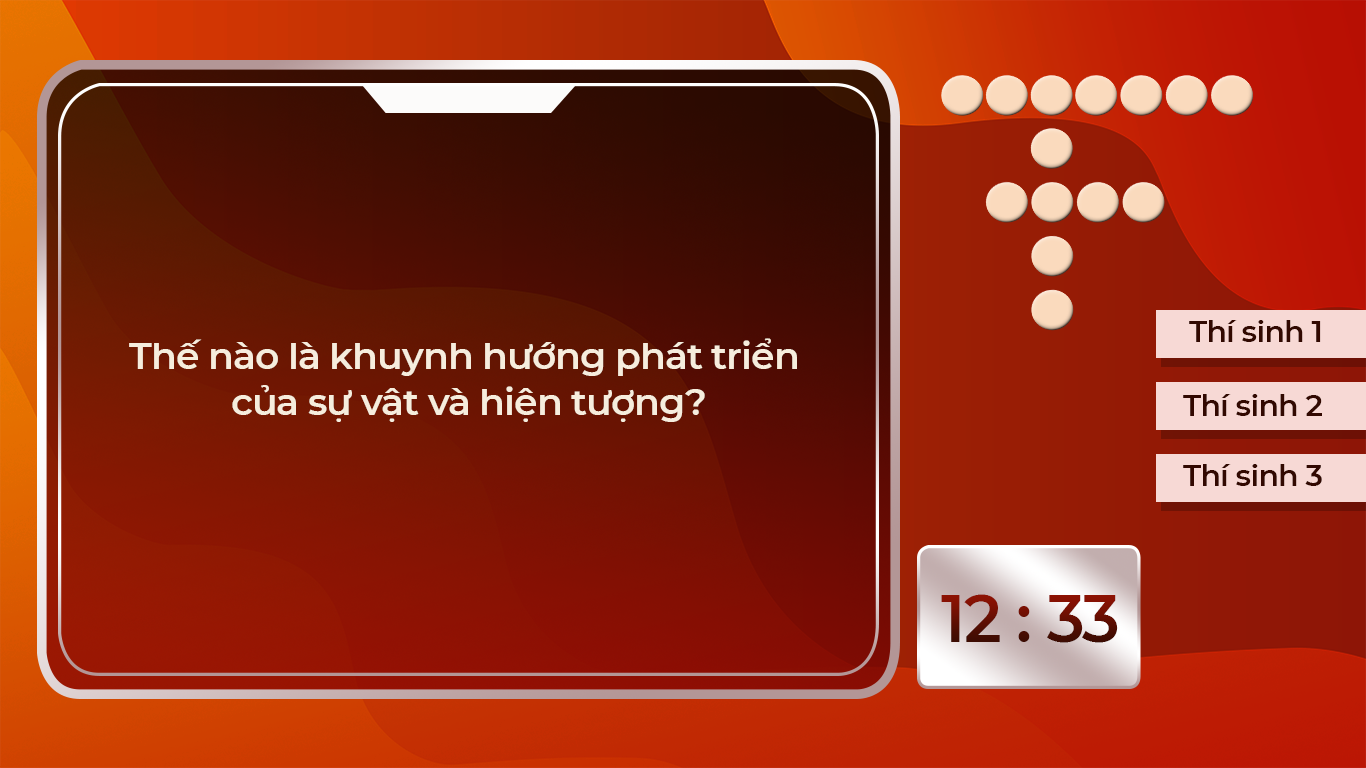 Thế nào là khuynh hướng phát triển
của sự vật và hiện tượng?
Thí sinh 1
Thí sinh 2
Thí sinh 3
12 : 33